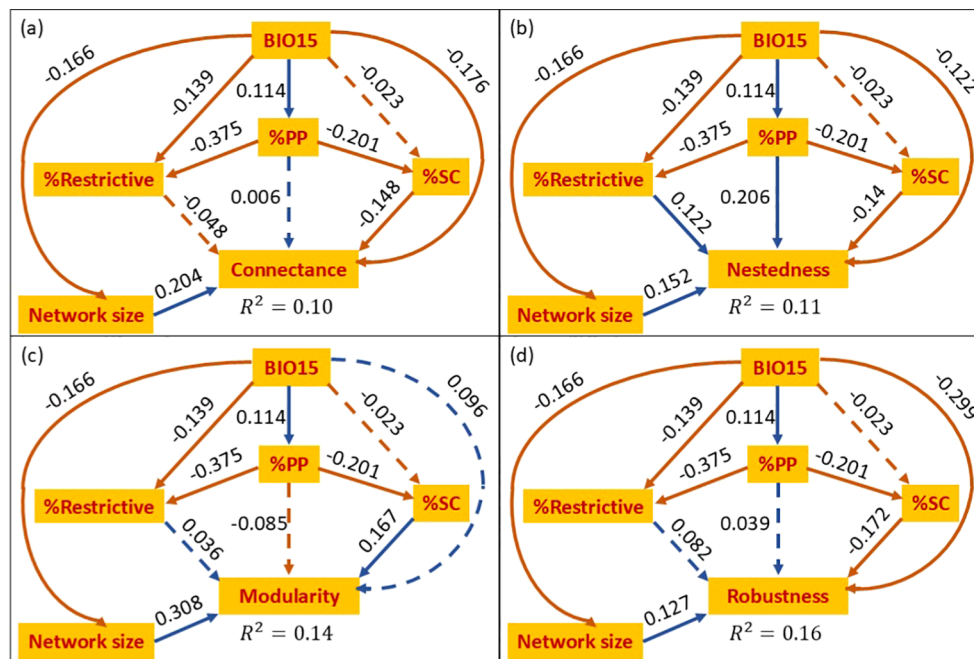 (a)
BIO15
-0.166
-0.176
-0.139
0.114
-0.023
%PP
-0.375
-0.201
%Restrictive
%SC
0.006
-0.148
-0.048
Connectance
0.204
Network size
R² = 0.10
(b)
BIO15
-0.166
-0.122
-0.139
0.114
-0.023
%PP
-0.375
-0.201
%Restrictive
%SC
0.206
-0.14
0.122
Nestedness
0.152
Network size
R² = 0.11
(c)
BIO15
-0.166
0.096
-0.139
0.114
-0.023
%PP
-0.375
-0.201
%Restrictive
%SC
-0.085
0.167
0.036
Modularity
0.308
Network size
R² = 0.14
(d)
BIO15
-0.166
-0.299
-0.139
0.114
-0.023
%PP
-0.375
-0.201
%Restrictive
%SC
0.039
-0.172
0.082
Robustness
0.127
Network size
R² = 0.16